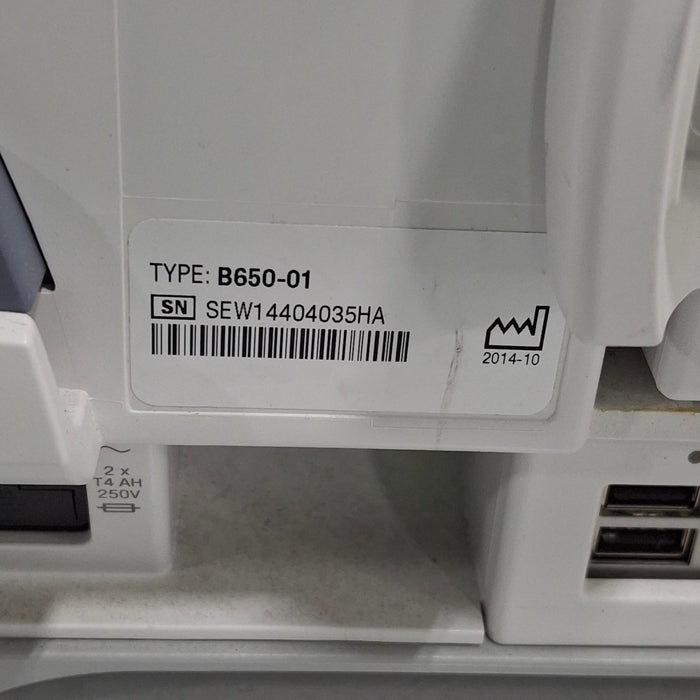 TYPE: B650-01
SN SEW14404035HA
2014-10
2 x
T4 AH
250V